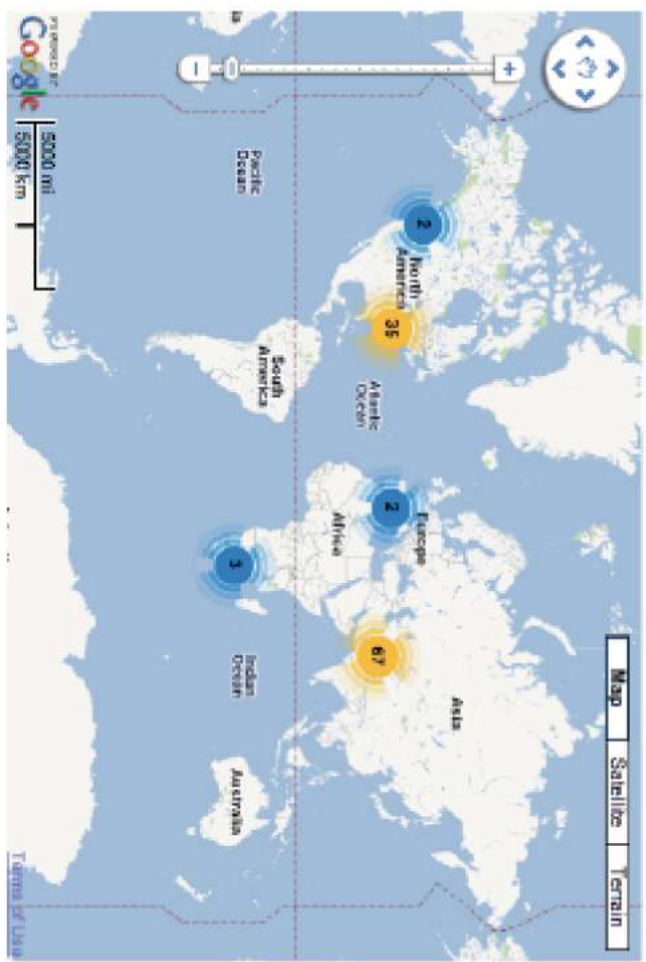 Map
Satellite
Terrain
North
America
2
35
Atlantic
Ocean
Europe
2
Asia
67
Africa
Pacific
Ocean
South
America
3
Indian
Ocean
Australia
POWERED BY
Google
5000 mi
5000 km
Terms of Use